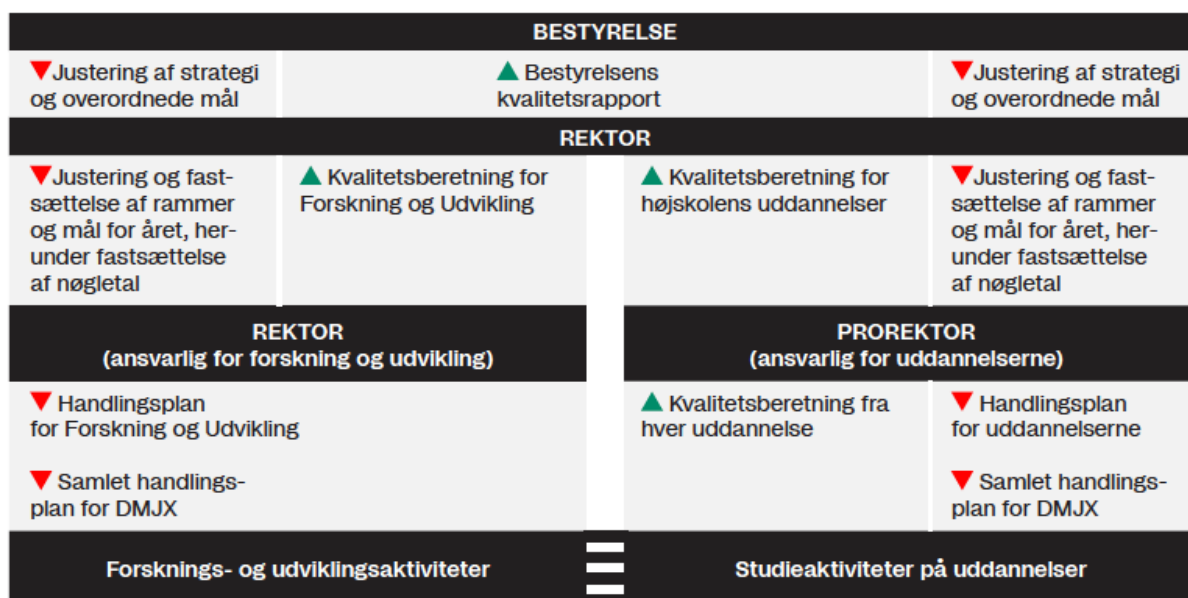 BESTYRELSE
▼Justering af strategi
og overordnede mål
▲ Bestyrelsens
kvalitetsrapport
▼Justering af strategi
og overordnede mål
REKTOR
▼Justering og fast-
sættelse af rammer
og mål for året, her-
under fastsættelse
af nøgletal
▲ Kvalitetsberetning for
Forskning og Udvikling
▲ Kvalitetsberetning for
højskolens uddannelser
▼Justering og fast-
sættelse af rammer
og mål for året, her-
under fastsættelse
af nøgletal
REKTOR
(ansvarlig for forskning og udvikling)
PROREKTOR
(ansvarlig for uddannelserne)
▼ Handlingsplan
for Forskning og Udvikling
▼ Samlet handlings-
plan for DMJX
▲ Kvalitetsberetning fra
hver uddannelse
▼ Handlingsplan
for uddannelserne
▼ Samlet handlings-
plan for DMJX
Forsknings- og udviklingsaktiviteter
Studieaktiviteter på uddannelser